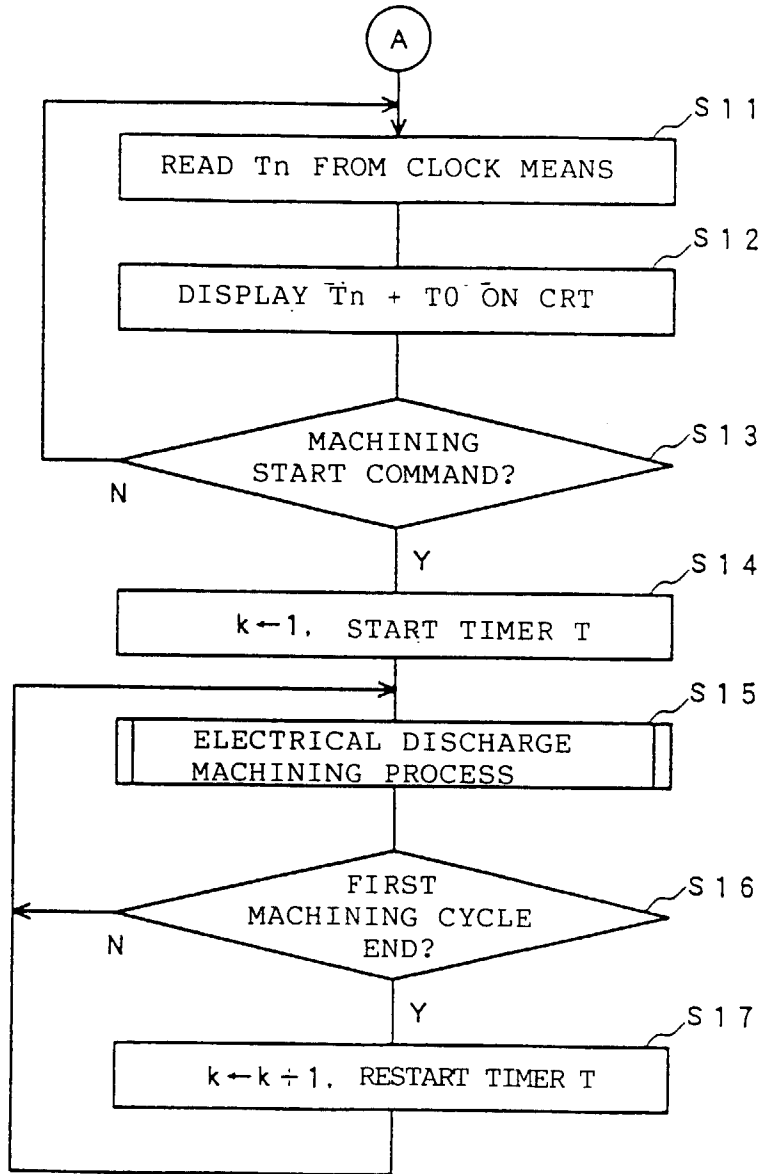 A
S11
READ Tn FROM CLOCK MEANS
S12
DISPLAY Tn + T0 ON CRT
S13
MACHINING
START COMMAND?
N
Y
S14
k←1, START TIMER T
S15
ELECTRICAL DISCHARGE
MACHINING PROCESS
S16
FIRST
MACHINING CYCLE
END?
N
Y
S17
k←k+1, RESTART TIMER T